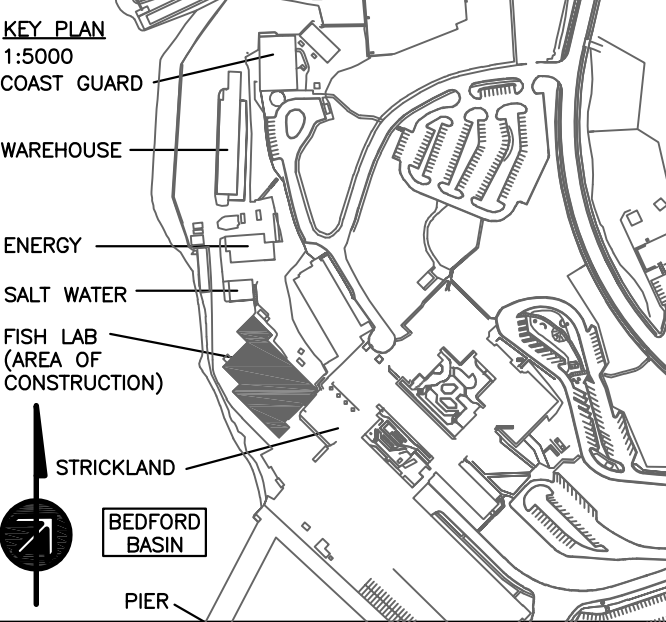 KEY PLAN
1:5000
COAST GUARD
WAREHOUSE
ENERGY
SALT WATER
FISH LAB
(AREA OF
CONSTRUCTION)
STRICKLAND
BEDFORD
BASIN
PIER